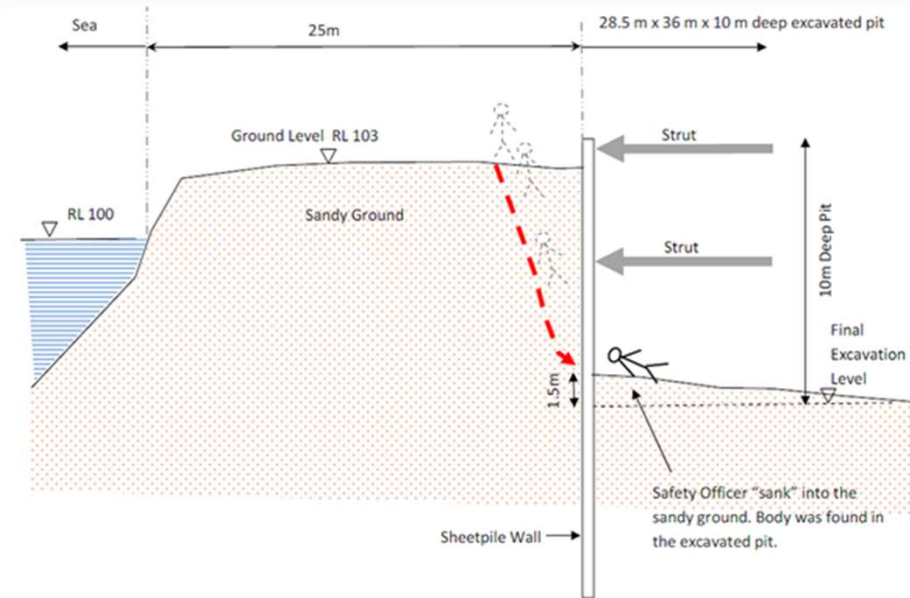 Sea
25m
28.5 m x 36 m x 10 m deep excavated pit
Ground Level RL 103
Strut
RL 100
Sandy Ground
Strut
10m Deep Pit
Final
Excavation
Level
1.5m
Safety Officer "sank" into the
sandy ground. Body was found in
the excavated pit.
Sheetpile Wall